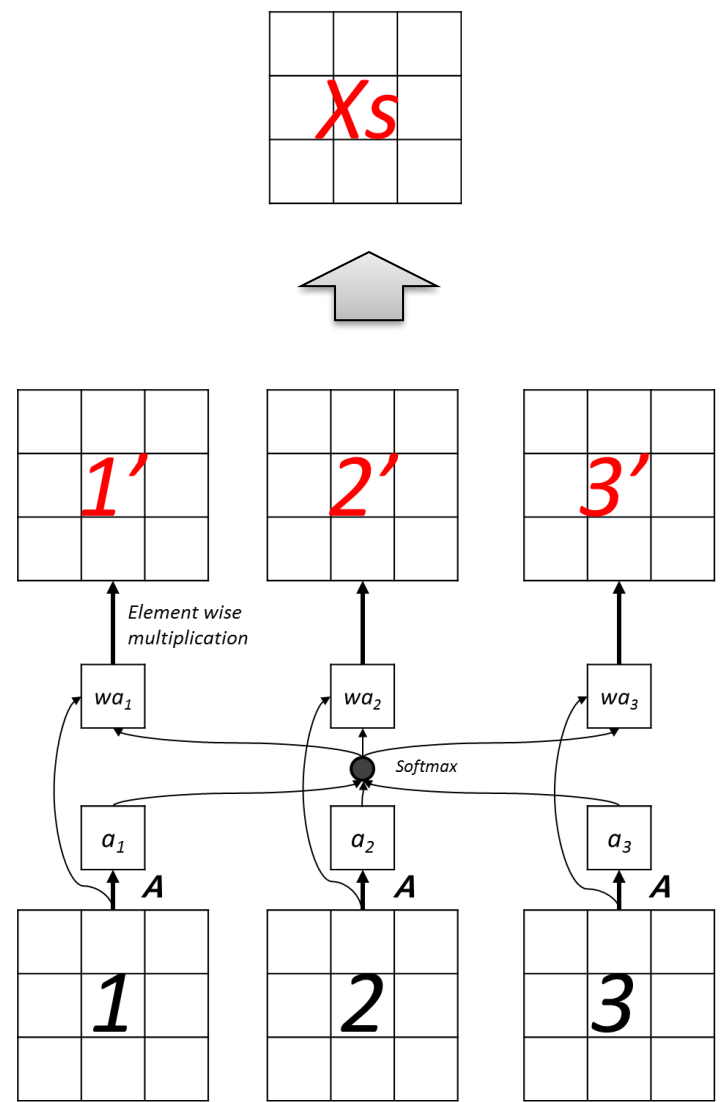 Xs
1’ 2’ 3’
Element wise
multiplication
wa1 wa2 wa3
Softmax
a1 a2 a3
A A A
1 2 3